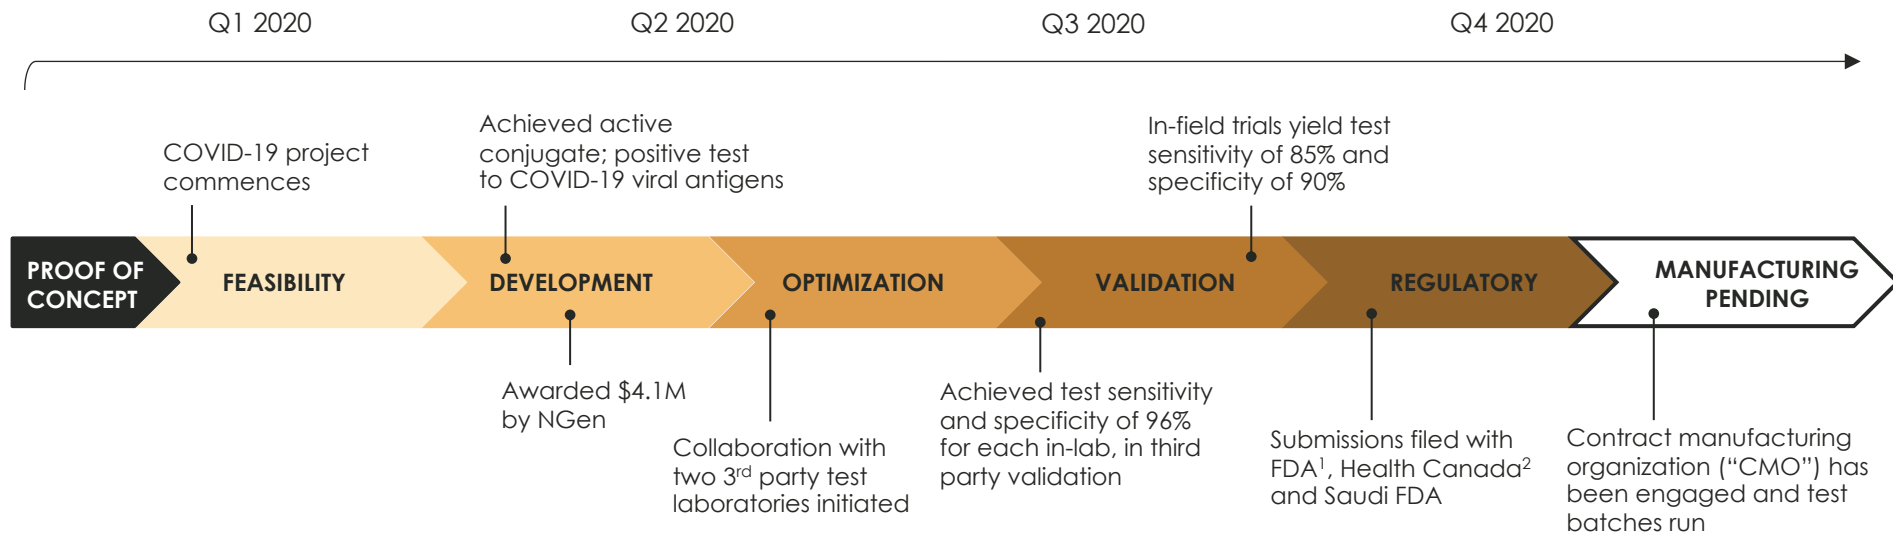 Q1 2020
Q2 2020
Q3 2020
Q4 2020
COVID-19 project
commences
Achieved active
conjugate; positive test
to COVID-19 viral antigens
In-field trials yield test
sensitivity of 85% and
specificity of 90%
PROOF OF
CONCEPT
FEASIBILITY
DEVELOPMENT
OPTIMIZATION
VALIDATION
REGULATORY
MANUFACTURING
PENDING
Awarded $4.1M
by NGen
Collaboration with
two 3rd party test
laboratories initiated
Achieved test sensitivity
and specificity of 96%
for each in-lab, in third
party validation
Submissions filed with
FDA¹, Health Canada²
and Saudi FDA
Contract manufacturing
organization (“CMO”) has
been engaged and test
batches run